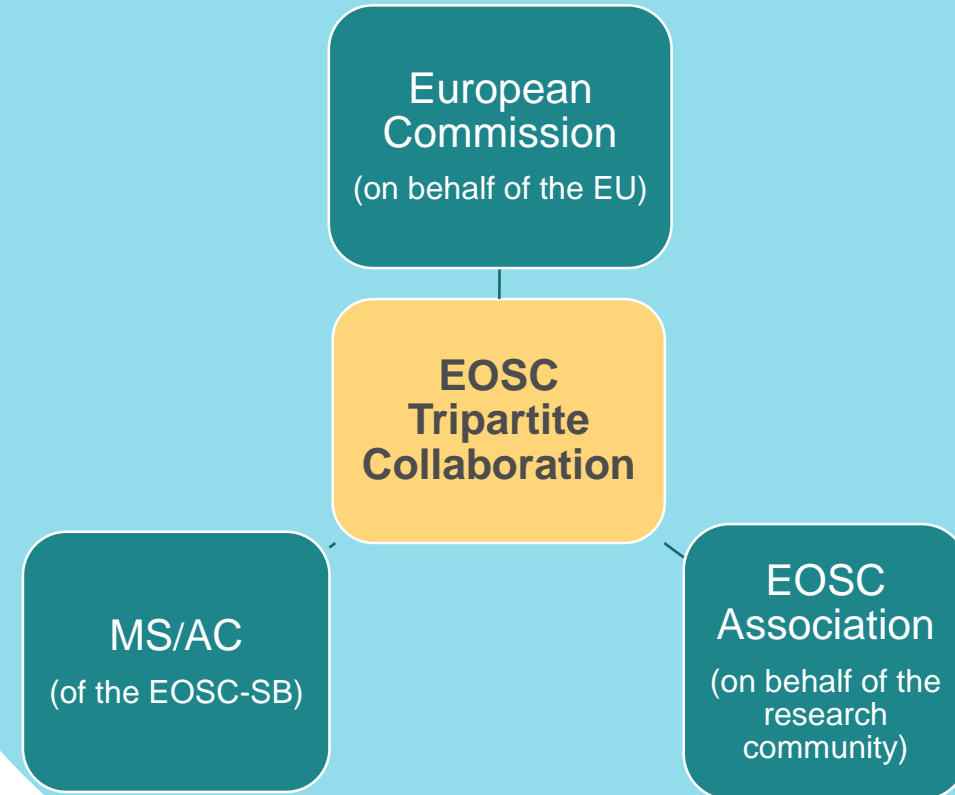 European
Commission
(on behalf of the EU)
EOSC
Tripartite
Collaboration
MS/AC
(of the EOSC-SB)
EOSC
Association
(on behalf of the
research
community)